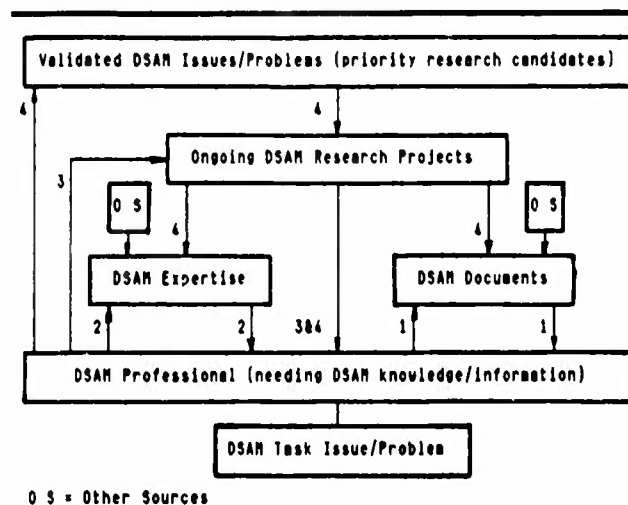 Validated DSAM Issues/Problems (priority research candidates)
4
4
Ongoing DSAM Research Projects
3
O S
O S
4
4
DSAM Expertise
DSAM Documents
2
2
3&4
1
1
DSAM Professional (needing DSAM knowledge/information)
DSAM Task Issue/Problem
O S = Other Sources